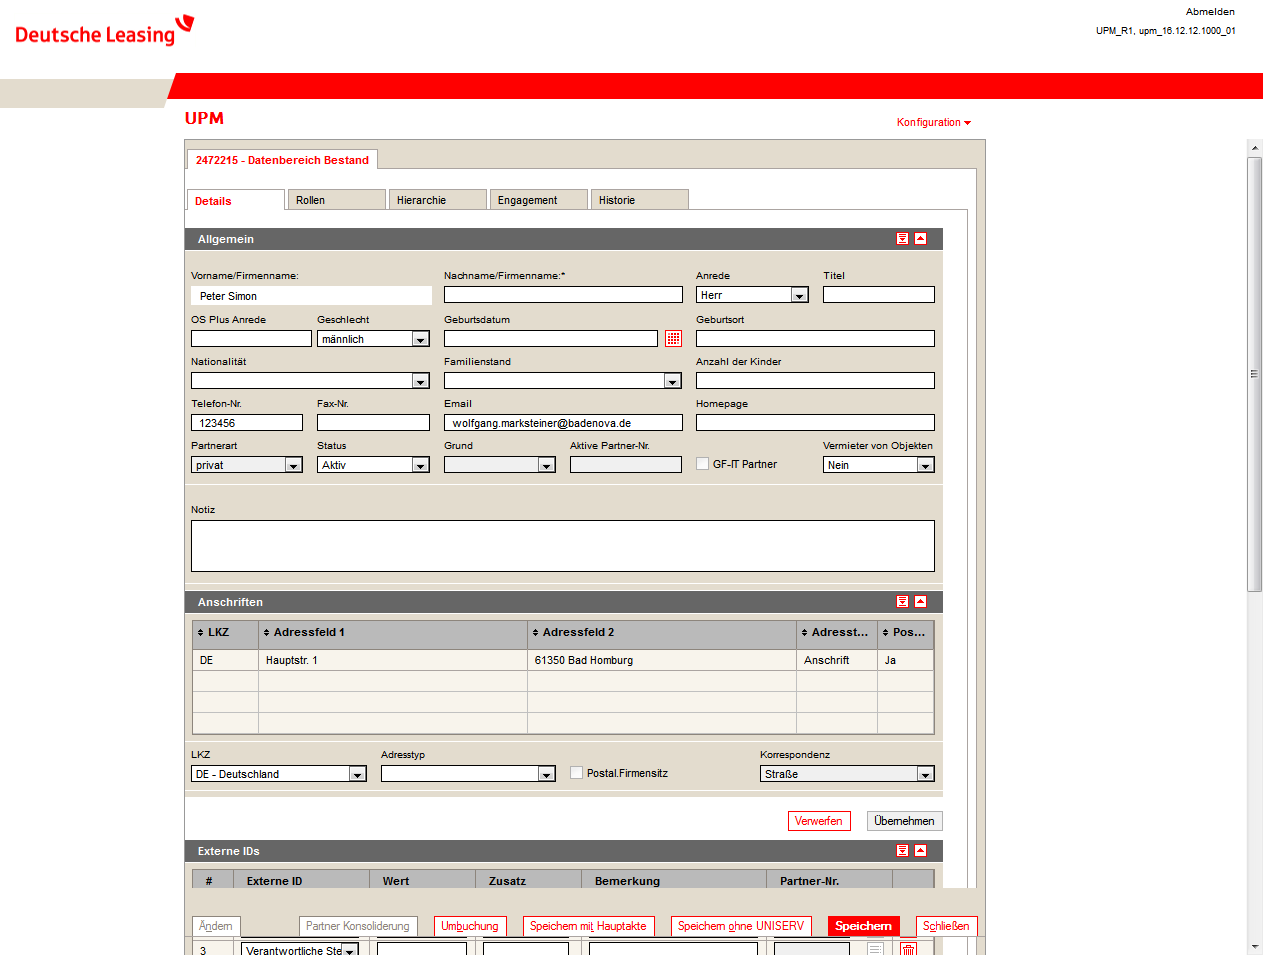 Abmelden
Deutsche Leasing
UPM_R1, upm_16.12.12.1000_01
UPM
Konfiguration
2472215 - Datenbereich Bestand
Details Rollen Hierarchie Engagement Historie
Allgemein
Vorname/Firmenname: Nachname/Firmenname:* Anrede Titel
Peter Simon Herr
OS Plus Anrede Geschlecht Geburtsdatum Geburtsort
männlich
Nationalität Familienstand Anzahl der Kinder
Telefon-Nr. Fax-Nr. Email Homepage
123456 wolfgang.marksteiner@badenova.de
Partnerart Status Grund Aktive Partner-Nr. Vermieter von Objekten
privat Aktiv GF-IT Partner Nein
Notiz
Anschriften
LKZ Adressfeld 1 Adressfeld 2 Adresst... Pos...
DE Hauptstr. 1 61350 Bad Homburg Anschrift Ja
LKZ Adresstyp Korrespondenz
DE - Deutschland Postal.Firmensitz Straße
Verwerfen Übernehmen
Externe IDs
# Externe ID Wert Zusatz Bemerkung Partner-Nr.
Ändern Partner Konsolidierung Umbuchung Speichern mit Hauptakte Speichern ohne UNISERV Speichern Schließen
3 Verantwortliche Ste